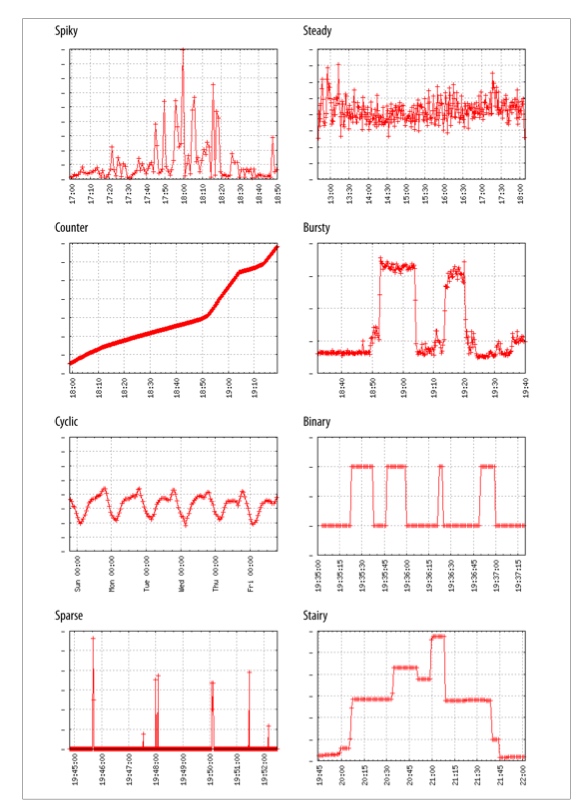 Spiky
17:00 17:10 17:20 17:30 17:40 17:50 18:00 18:10 18:20 18:30 18:40 18:50
Steady
13:00 13:30 14:00 14:30 15:00 15:30 16:00 16:30 17:00 17:30 18:00
Counter
18:00 18:10 18:20 18:30 18:40 18:50 19:00 19:10
Bursty
18:40 18:50 19:00 19:10 19:20 19:30 19:40
Cyclic
Sun 00:00 Mon 00:00 Tue 00:00 Wed 00:00 Thu 00:00 Fri 00:00
Binary
19:35:00 19:35:15 19:35:30 19:35:45 19:36:00 19:36:15 19:36:30 19:36:45 19:37:00 19:37:15
Sparse
19:45:00 19:46:00 19:47:00 19:48:00 19:49:00 19:50:00 19:51:00 19:52:00
Stairy
19:45 20:00 20:15 20:30 20:45 21:00 21:15 21:30 21:45 22:00